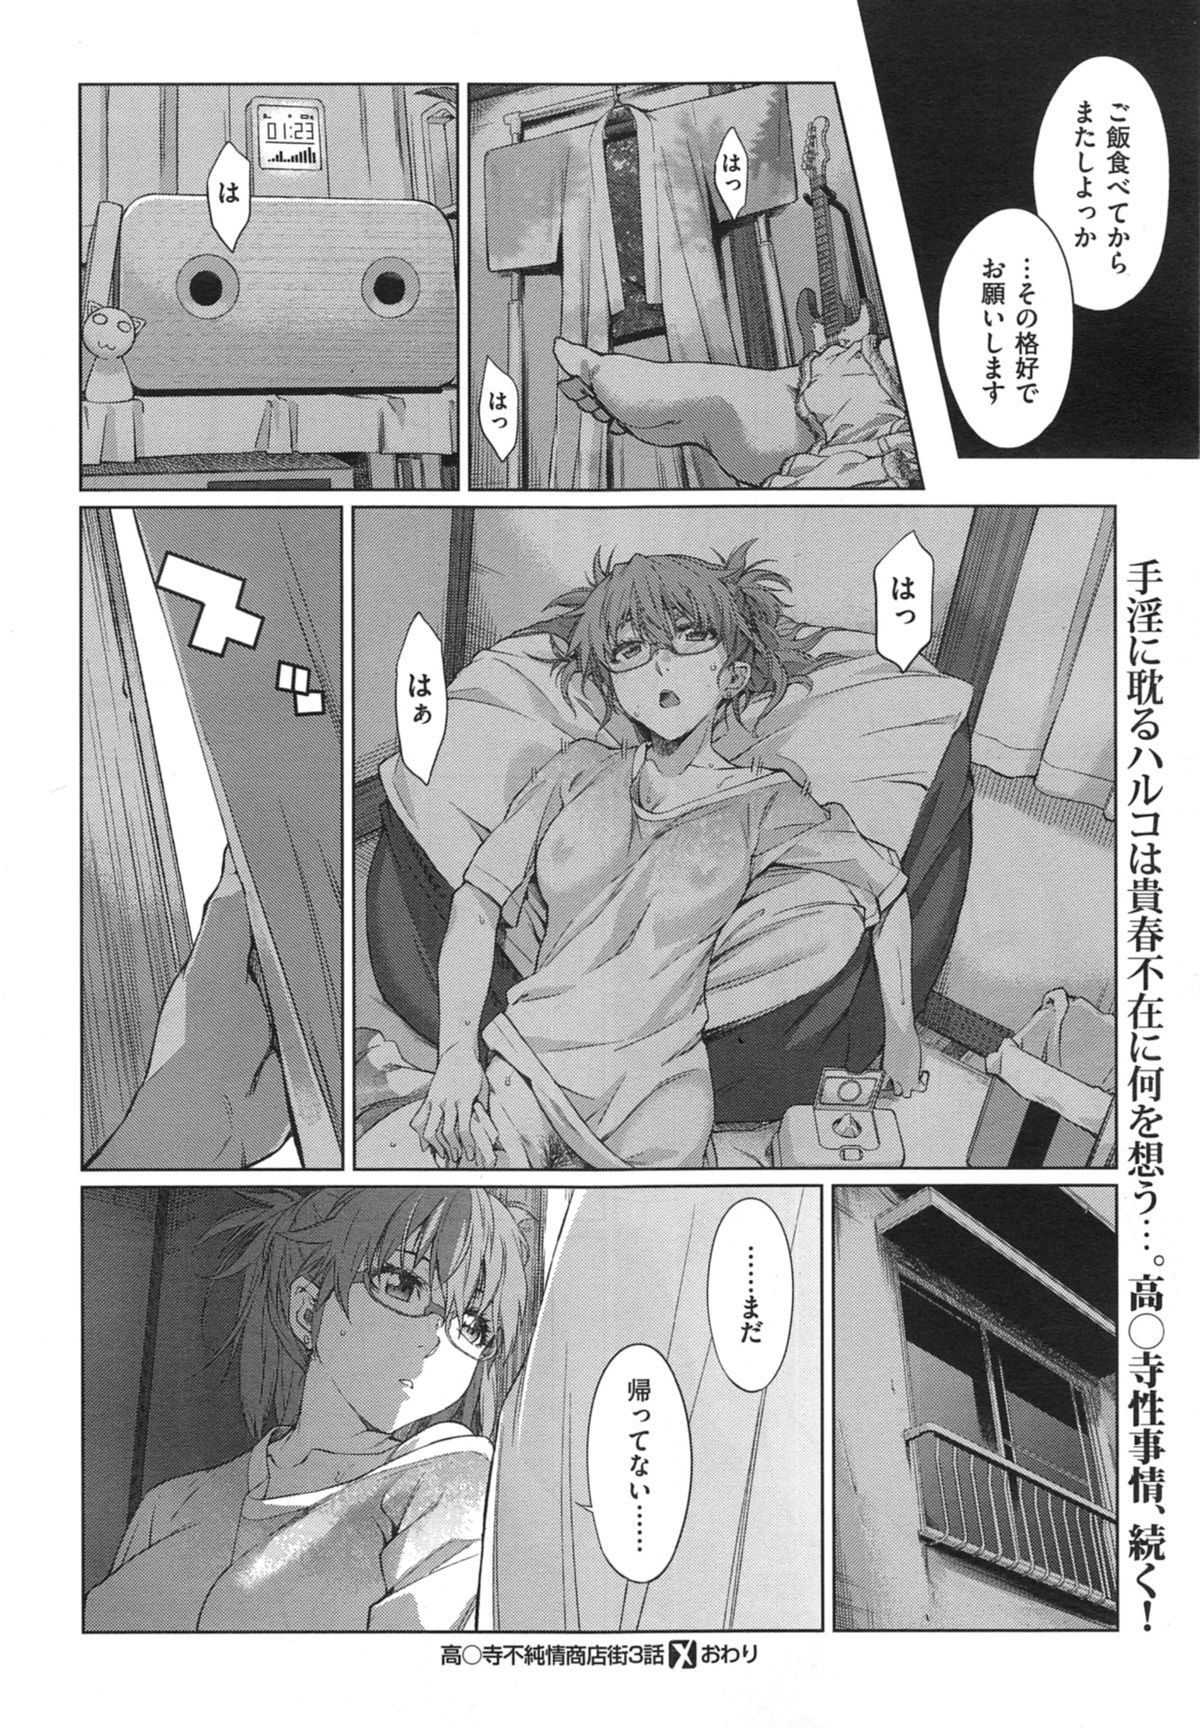 ご飯食べてから
またしよっか
…その格好で
お願いします
はっ
はっ
01:23
は
はっ
はぁ
……まだ
帰ってない……
手淫に耽るハルコは貴春不在に何を想う…。高〇寺性事情、続く！
高〇寺不純情商店街3話 X おわり